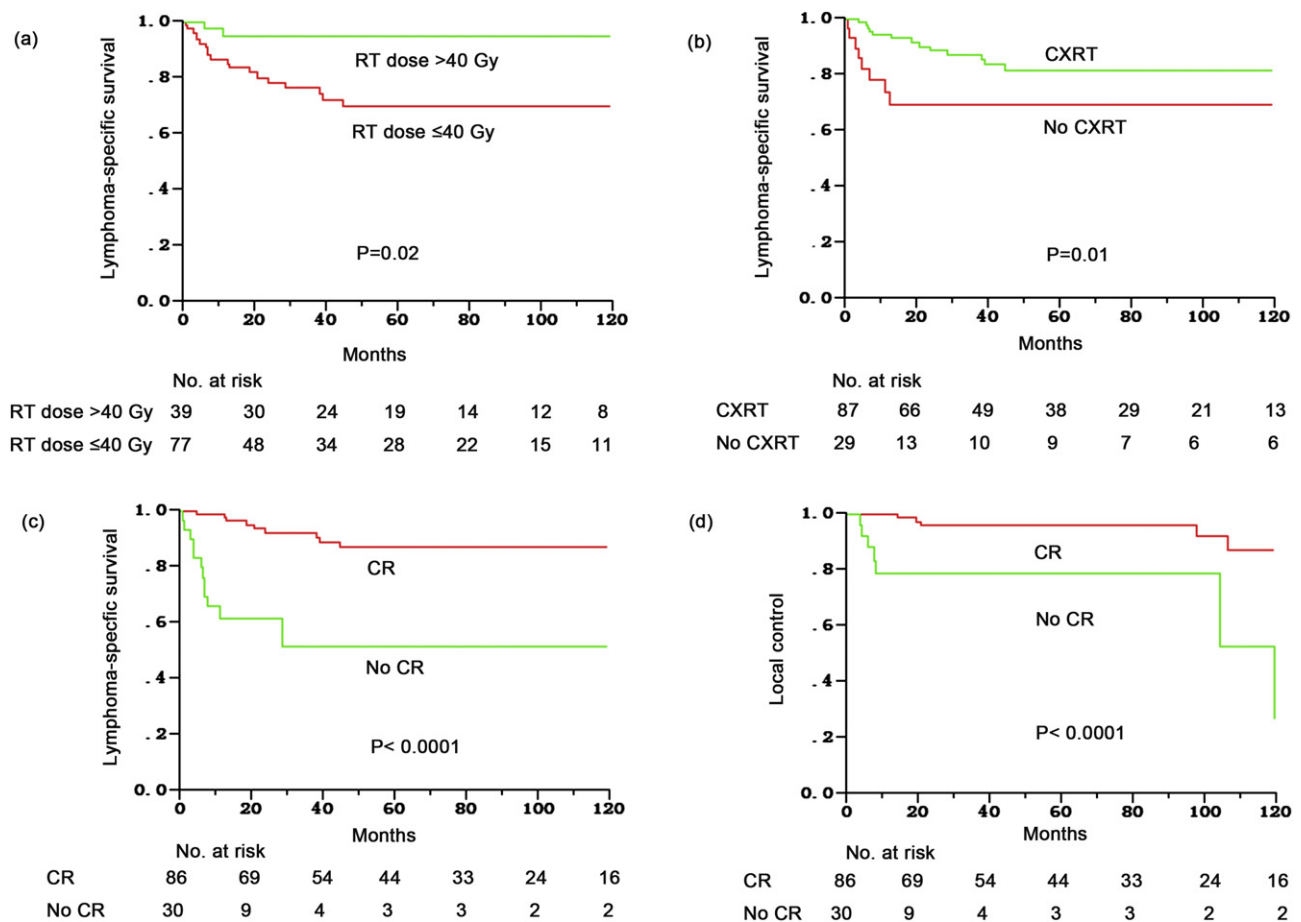 (a)
Lymphoma-specific survival
1. 0
. 8
. 6
. 4
. 2
0. 0
RT dose >40 Gy
RT dose ≤40 Gy
P=0.02
0 20 40 60 80 100 120
Months
No. at risk
RT dose >40 Gy 39 30 24 19 14 12 8
RT dose ≤40 Gy 77 48 34 28 22 15 11
(b)
Lymphoma-specific survival
1. 0
. 8
. 6
. 4
. 2
0. 0
CXRT
No CXRT
P=0.01
0 20 40 60 80 100 120
Months
No. at risk
CXRT 87 66 49 38 29 21 13
No CXRT 29 13 10 9 7 6 6
(c)
Lymphoma-specfic survival
1. 0
. 8
. 6
. 4
. 2
0. 0
CR
No CR
P< 0.0001
0 20 40 60 80 100 120
Months
No. at risk
CR 86 69 54 44 33 24 16
No CR 30 9 4 3 3 2 2
(d)
Local control
1. 0
. 8
. 6
. 4
. 2
0. 0
CR
No CR
P< 0.0001
0 20 40 60 80 100 120
Months
No. at risk
CR 86 69 54 44 33 24 16
No CR 30 9 4 3 3 2 2